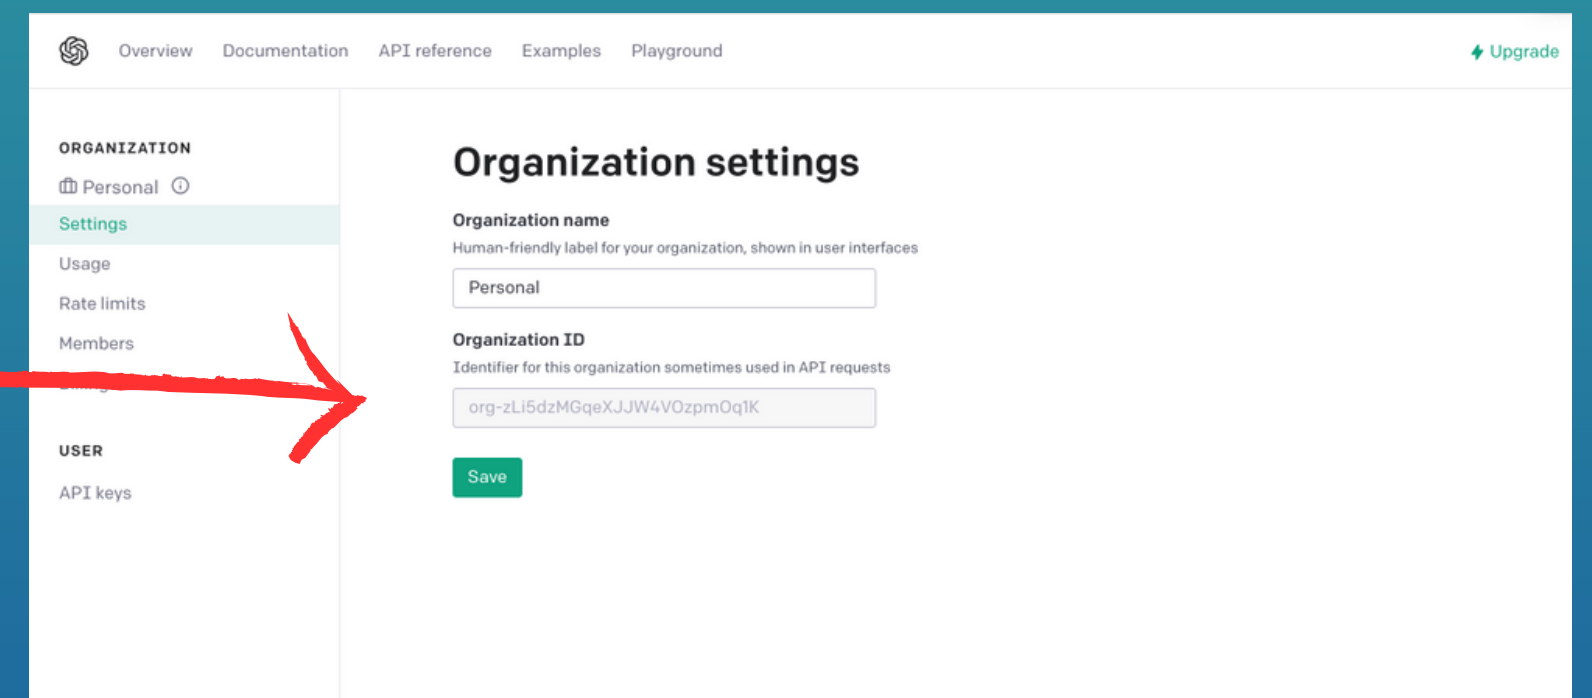 Overview Documentation API reference Examples Playground Upgrade
ORGANIZATION
Personal
Settings
Usage
Rate limits
Members
USER
API keys
Organization settings
Organization name
Human-friendly label for your organization, shown in user interfaces
Personal
Organization ID
Identifier for this organization sometimes used in API requests
org-zLi5dzMGqeXJJW4VOzpmOq1K
Save